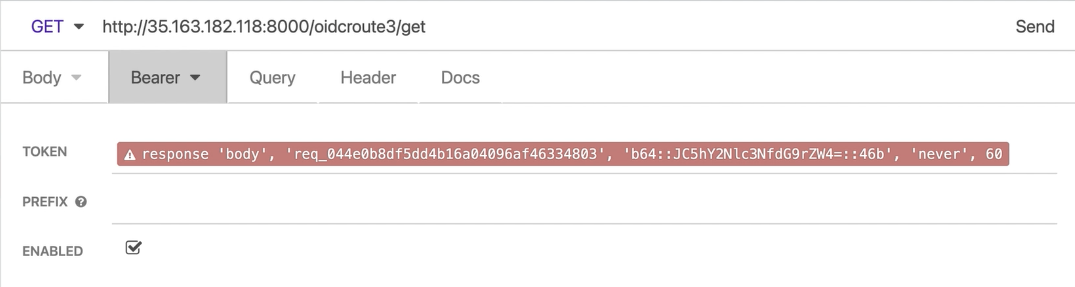 GET http://35.163.182.118:8000/oidcroute3/get Send
Body Bearer Query Header Docs
TOKEN response 'body', 'req_044e0b8df5dd4b16a04096af46334803', 'b64::JC5hY2Nlc3NfdG9rZW4=::46b', 'never', 60
PREFIX ?
ENABLED